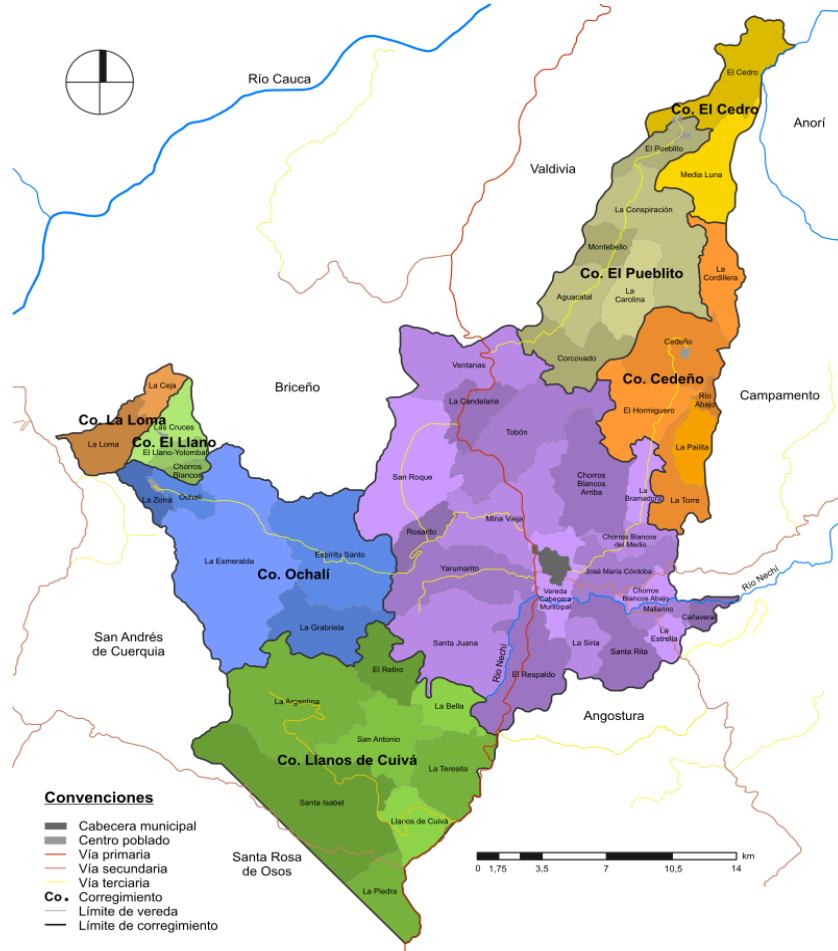 El Cedro
Río Cauca
Co. El Cedro
Anorí
El Pueblito
Valdivia
Media Luna
La Conspiración
Montebello
La
Cordillera
Co. El Pueblito
Aguacatal
La
Carolina
Cedeño
Corcovado
Ventanas
Co. Cedeño
Briceño
La Ceja
Campamento
Río
Abajo
La Candelaria
El Hormiguero
Co. La Loma
Las Cruces
Tobón
La Loma
Co. El Llano
El Llano-Yolombal
La Pailita
Chorros
Blancos
San Roque
Chorros
Blancos
Arriba
La
Bramadora
La Zorra
Ochalí
La Torre
Mina Vieja
Rosarito
Chorros Blancos
del Medio
Espíritu Santo
La Esmeralda
Yarumarito
José María Córdoba
Río Nechí
Co. Ochalí
Vereda
Cabecera
Municipal
Chorros
Blancos Abajo
Mallarino
Cañaveral
La Grabriela
San Andrés
de Cuerquia
Santa Juana
La Siria
Santa Rita
La
Estrella
Río Nechí
El Retiro
El Respaldo
La Argentina
La Bella
Angostura
San Antonio
Co. Llanos de Cuivá
La Teresita
Santa Isabel
Llanos de Cuivá
Santa Rosa
de Osos
La Piedra
Convenciones
Cabecera municipal
Centro poblado
Vía primaria
Vía secundaria
Vía terciaria
Co. Corregimiento
Límite de vereda
Límite de corregimiento
km
0 1,75 3,5 7 10,5 14